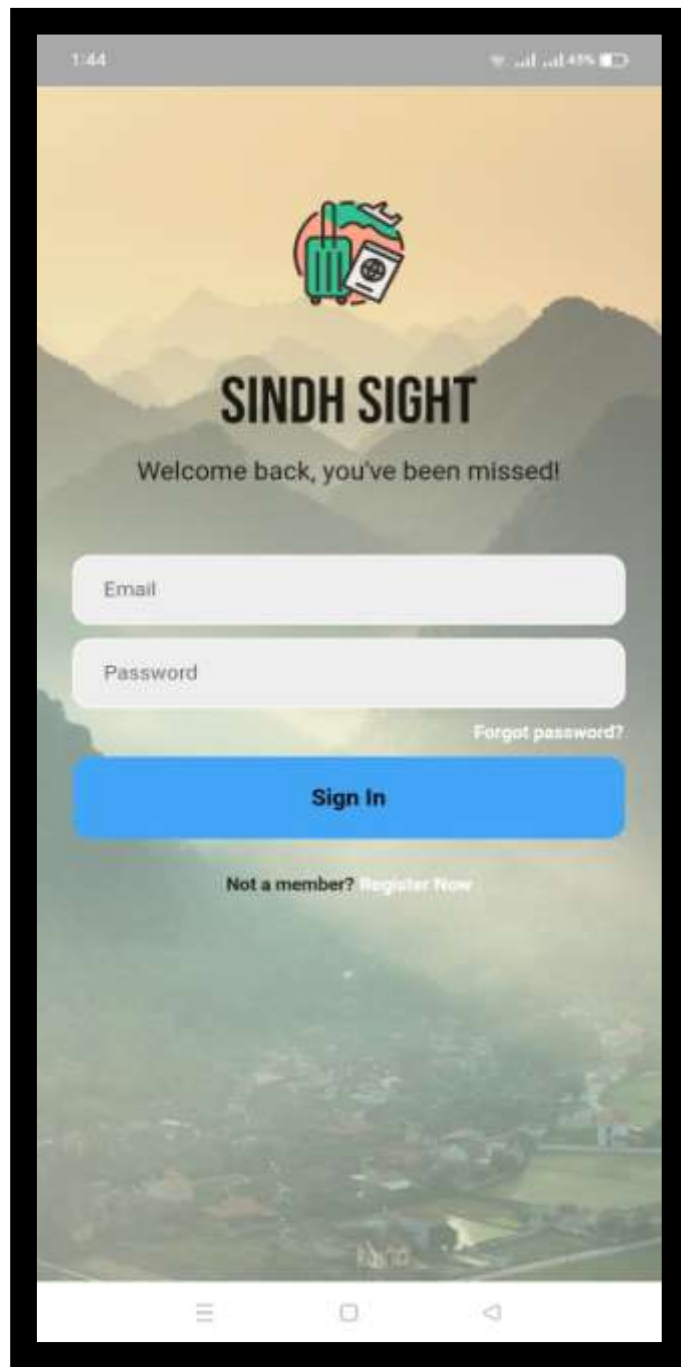 1:44 43%
SINDH SIGHT
Welcome back, you've been missed!
Email
Password
Forgot password?
Sign In
Not a member? Register Now